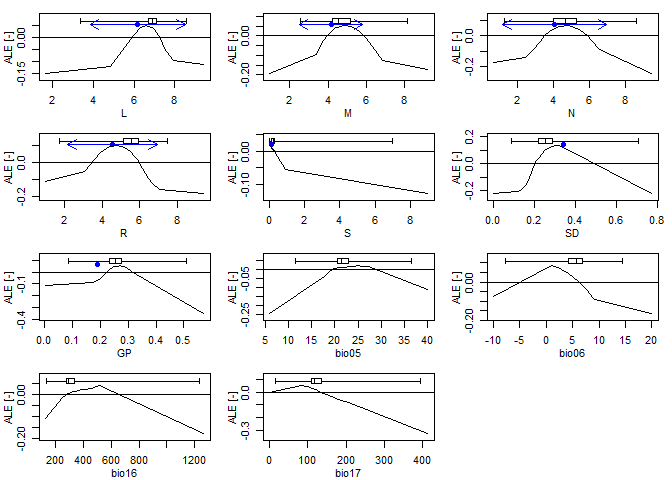 ALE [-] ALE [-] ALE [-]
0.00 0.00 0.0
-0.15 -0.20 -0.2
2 4 6 8 2 4 6 8 2 4 6 8
L M N
ALE [-] ALE [-] ALE [-]
0.0 0.00 0.2
-0.2 -0.10 -0.2
2 4 6 8 0 2 4 6 8 0.0 0.2 0.4 0.6 0.8
R S SD
ALE [-] ALE [-] ALE [-]
-0.1 -0.05 0.00
-0.4 -0.25 -0.20
0.0 0.1 0.2 0.3 0.4 0.5 5 10 15 20 25 30 35 40 -10 -5 0 5 10 15 20
GP bio05 bio06
ALE [-] ALE [-]
0.00 0.0
-0.20 -0.3
200 400 600 800 1200 0 100 200 300 400
bio16 bio17